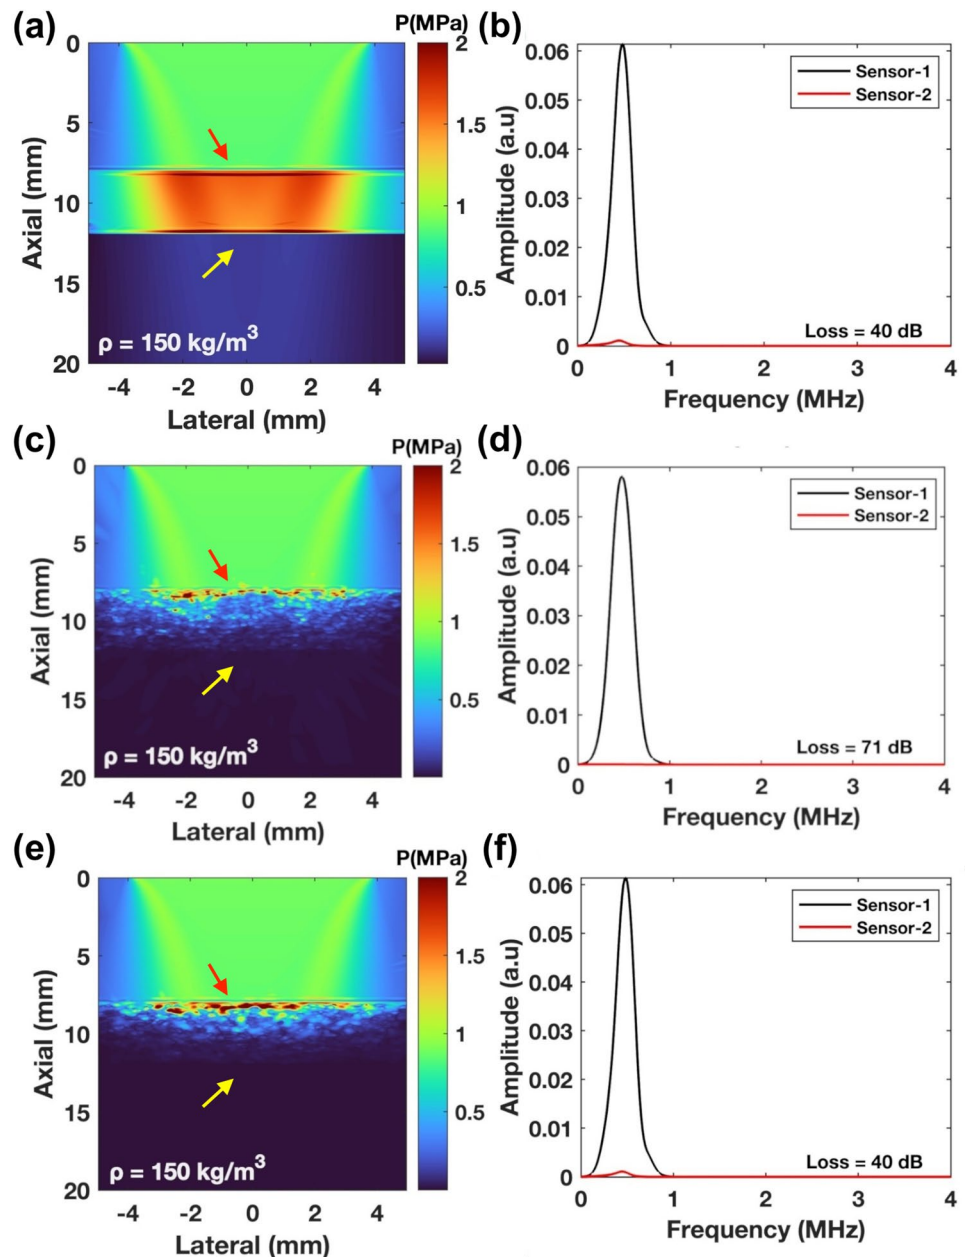 (a)
P(MPa)
0
5
10
15
20
Axial (mm)
-4 -2 0 2 4
Lateral (mm)
ρ = 150 kg/m³
2
1.5
1
0.5
(b)
0.06
0.05
0.04
0.03
0.02
0.01
0
Amplitude (a.u)
Sensor-1
Sensor-2
Loss = 40 dB
0 1 2 3 4
Frequency (MHz)
(c)
P(MPa)
0
5
10
15
20
Axial (mm)
-4 -2 0 2 4
Lateral (mm)
ρ = 150 kg/m³
2
1.5
1
0.5
(d)
0.06
0.05
0.04
0.03
0.02
0.01
0
Amplitude (a.u)
Sensor-1
Sensor-2
Loss = 71 dB
0 1 2 3 4
Frequency (MHz)
(e)
P(MPa)
0
5
10
15
20
Axial (mm)
-4 -2 0 2 4
Lateral (mm)
ρ = 150 kg/m³
2
1.5
1
0.5
(f)
0.06
0.05
0.04
0.03
0.02
0.01
0
Amplitude (a.u)
Sensor-1
Sensor-2
Loss = 40 dB
0 1 2 3 4
Frequency (MHz)